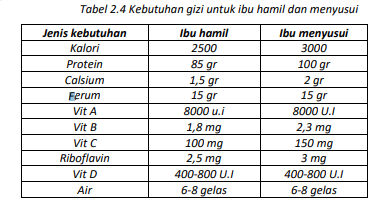 Tabel 2.4 Kebutuhan gizi untuk ibu hamil dan menyusui
Jenis kebutuhan Ibu hamil Ibu menyusui
Kalori 2500 3000
Protein 85 gr 100 gr
Calsium 1,5 gr 2 gr
Ferum 15 gr 15 gr
Vit A 8000 u.i 8000 U.I
Vit B 1,8 mg 2,3 mg
Vit C 100 mg 150 mg
Riboflavin 2,5 mg 3 mg
Vit D 400-800 U.I 400-800 U.I
Air 6-8 gelas 6-8 gelas